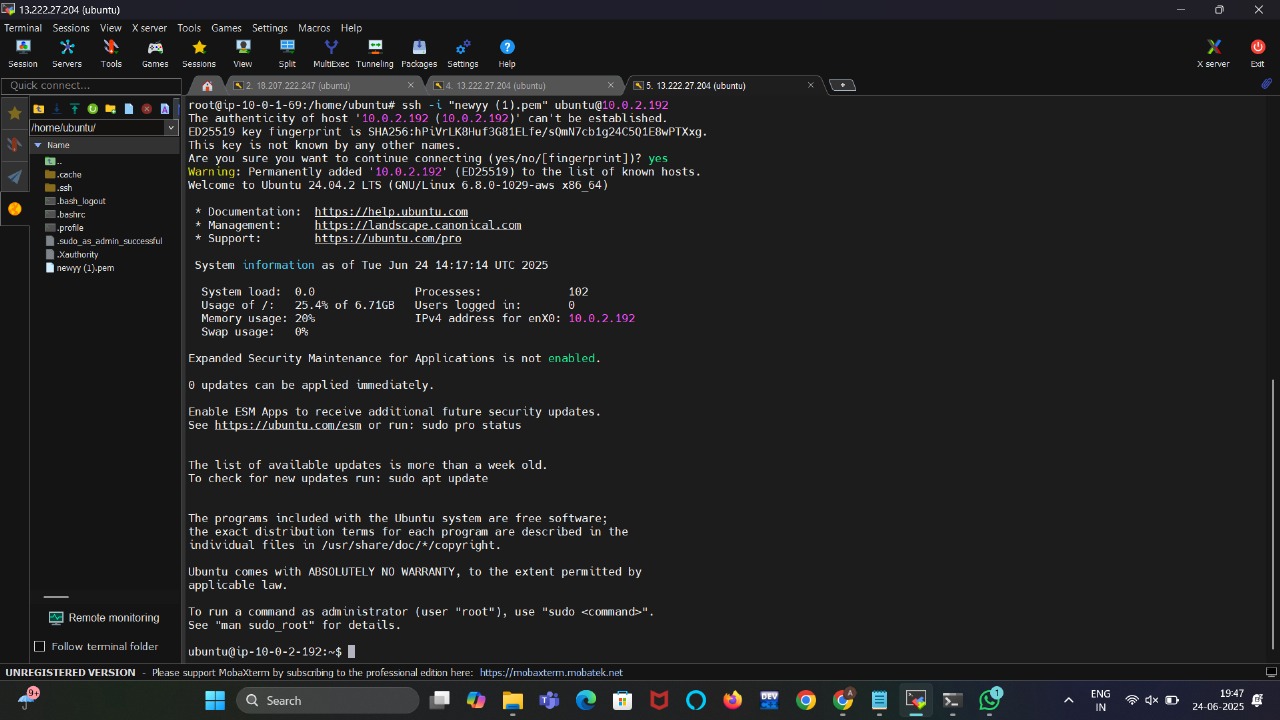 13.222.27.204 (ubuntu)
Terminal Sessions View X server Tools Games Settings Macros Help
Session Servers Tools Games Sessions View Split MultiExec Tunneling Packages Settings Help X server Exit
Quick connect...
2. 18.207.222.247 (ubuntu)
4. 13.222.27.204 (ubuntu)
5. 13.222.27.204 (ubuntu)
/home/ubuntu/
Name
..
.cache
.ssh
.bash_logout
.bashrc
.profile
.sudo_as_admin_successful
.Xauthority
newyy (1).pem
Remote monitoring
Follow terminal folder
root@ip-10-0-1-69:/home/ubuntu# ssh -i "newyy (1).pem" ubuntu@10.0.2.192
The authenticity of host '10.0.2.192 (10.0.2.192)' can't be established.
ED25519 key fingerprint is SHA256:hPiVrLK8Huf3G81ELfe/sQmN7cb1g24C5Q1E8wPTXxg.
This key is not known by any other names.
Are you sure you want to continue connecting (yes/no/[fingerprint])? yes
Warning: Permanently added '10.0.2.192' (ED25519) to the list of known hosts.
Welcome to Ubuntu 24.04.2 LTS (GNU/Linux 6.8.0-1029-aws x86_64)
* Documentation: https://help.ubuntu.com
* Management: https://landscape.canonical.com
* Support: https://ubuntu.com/pro
System information as of Tue Jun 24 14:17:14 UTC 2025
System load: 0.0 Processes: 102
Usage of /: 25.4% of 6.71GB Users logged in: 0
Memory usage: 20% IPv4 address for enX0: 10.0.2.192
Swap usage: 0%
Expanded Security Maintenance for Applications is not enabled.
0 updates can be applied immediately.
Enable ESM Apps to receive additional future security updates.
See https://ubuntu.com/esm or run: sudo pro status
The list of available updates is more than a week old.
To check for new updates run: sudo apt update
The programs included with the Ubuntu system are free software;
the exact distribution terms for each program are described in the
individual files in /usr/share/doc/*/copyright.
Ubuntu comes with ABSOLUTELY NO WARRANTY, to the extent permitted by
applicable law.
To run a command as administrator (user "root"), use "sudo <command>".
See "man sudo_root" for details.
ubuntu@ip-10-0-2-192:~$
UNREGISTERED VERSION - Please support MobaXterm by subscribing to the professional edition here: https://mobaxterm.mobatek.net
9+
Search
DEV
A
1
ENG
IN
19:47
24-06-2025